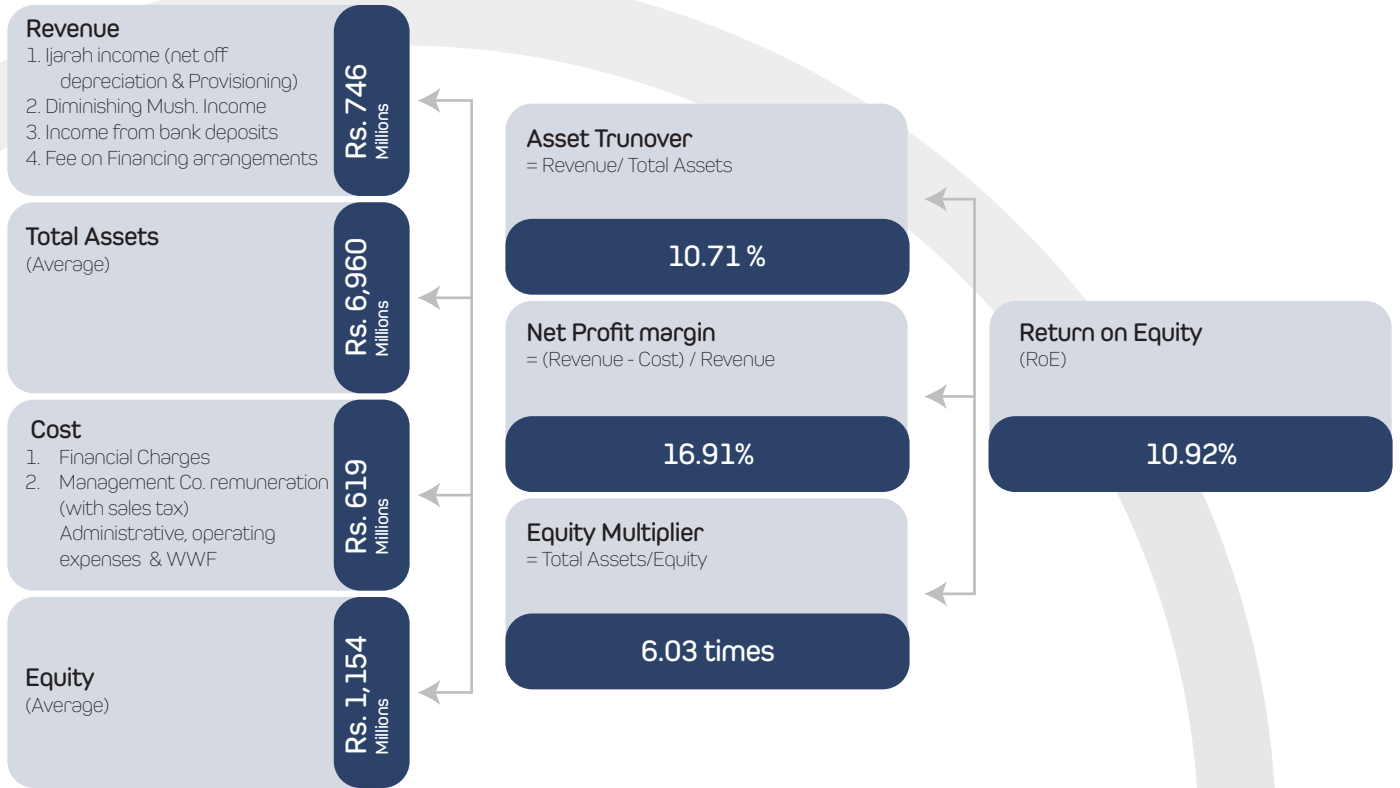 Revenue
1. Ijarah income (net off
depreciation & Provisioning)
2. Diminishing Mush. Income
3. Income from bank deposits
4. Fee on Financing arrangements
Rs. 746
Millions
Total Assets
(Average)
Rs. 6,960
Millions
Cost
1. Financial Charges
2. Management Co. remuneration
(with sales tax)
Administrative, operating
expenses & WWF
Rs. 619
Millions
Equity
(Average)
Rs. 1,154
Millions
Asset Trunover
= Revenue/ Total Assets
10.71 %
Net Profit margin
= (Revenue - Cost) / Revenue
16.91%
Equity Multiplier
= Total Assets/Equity
6.03 times
Return on Equity
(RoE)
10.92%